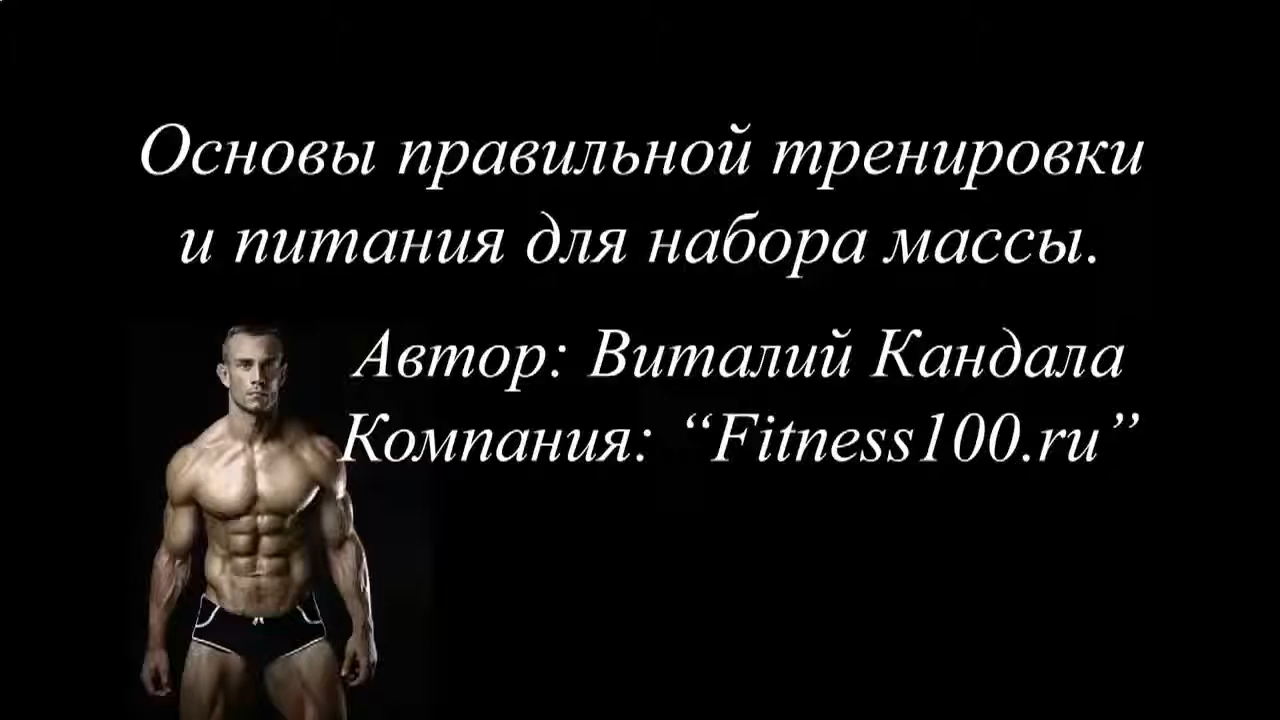 Основы правильной тренировки
и питания для набора массы.
Автор: Виталий Кандала
Компания: “Fitness100.ru”